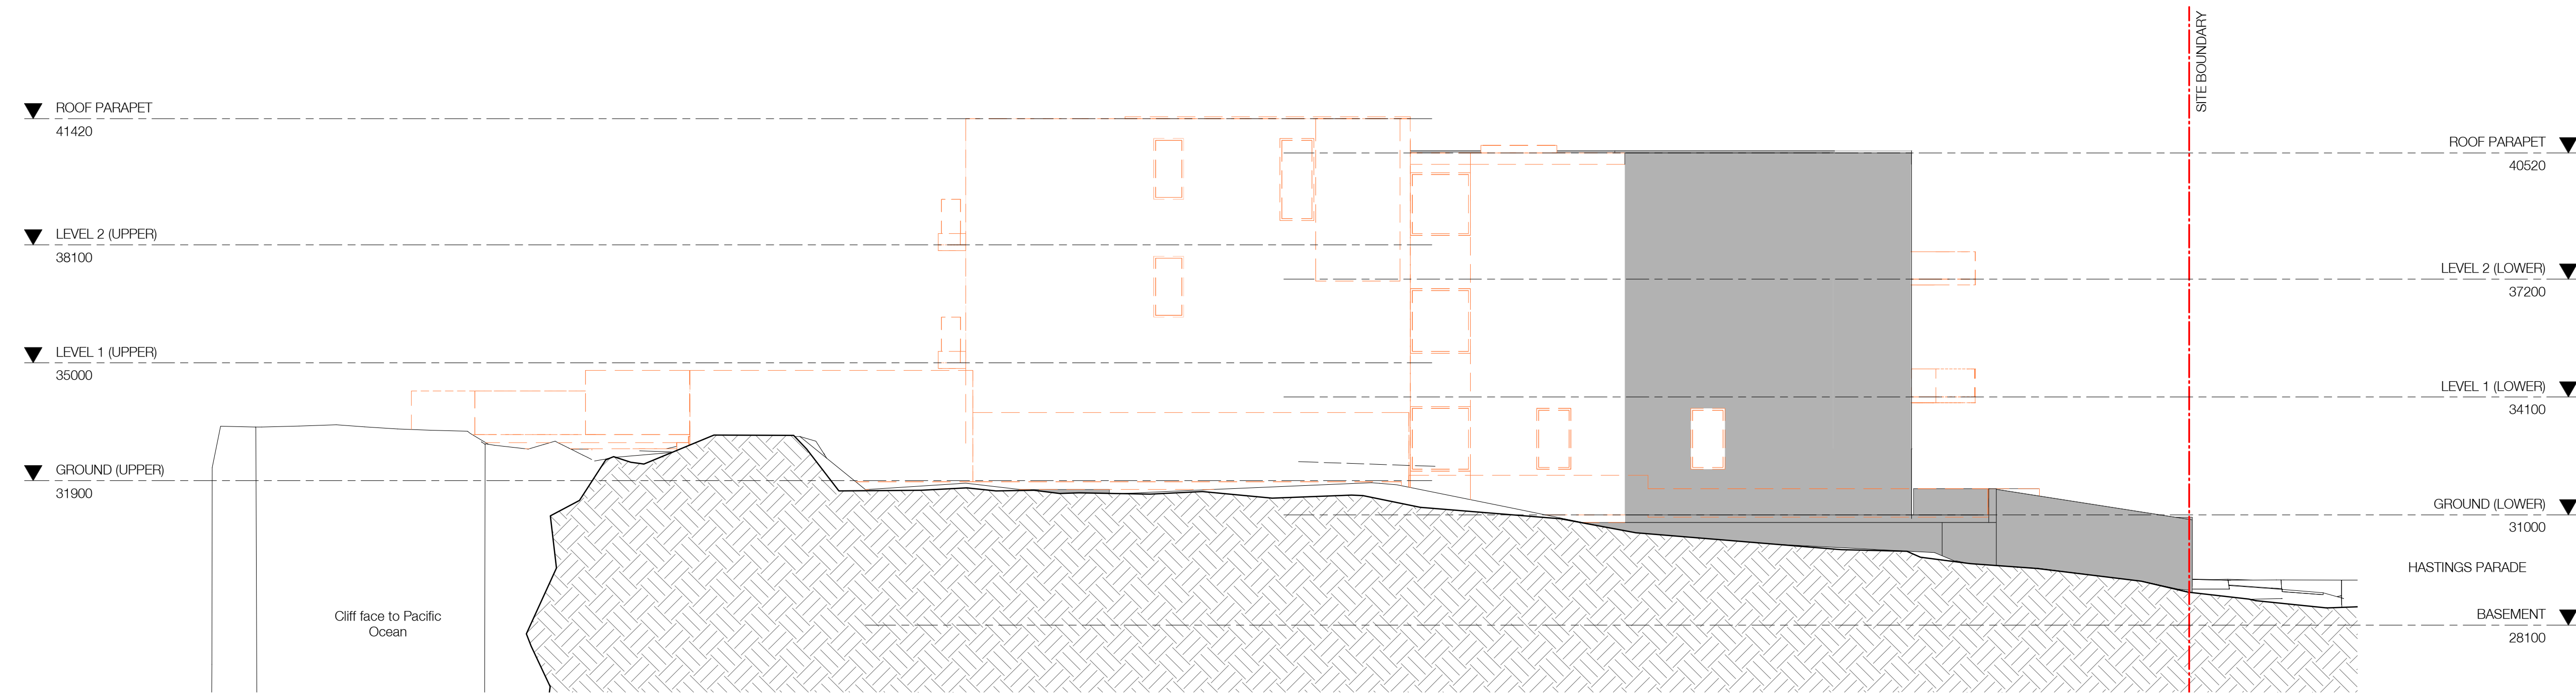 SITE BOUNDARY
ROOF PARAPET
41420
LEVEL 2 (UPPER)
38100
LEVEL 1 (UPPER)
35000
GROUND (UPPER)
31900
Cliff face to Pacific
Ocean
ROOF PARAPET
40520
LEVEL 2 (LOWER)
37200
LEVEL 1 (LOWER)
34100
GROUND (LOWER)
31000
HASTINGS PARADE
BASEMENT
28100